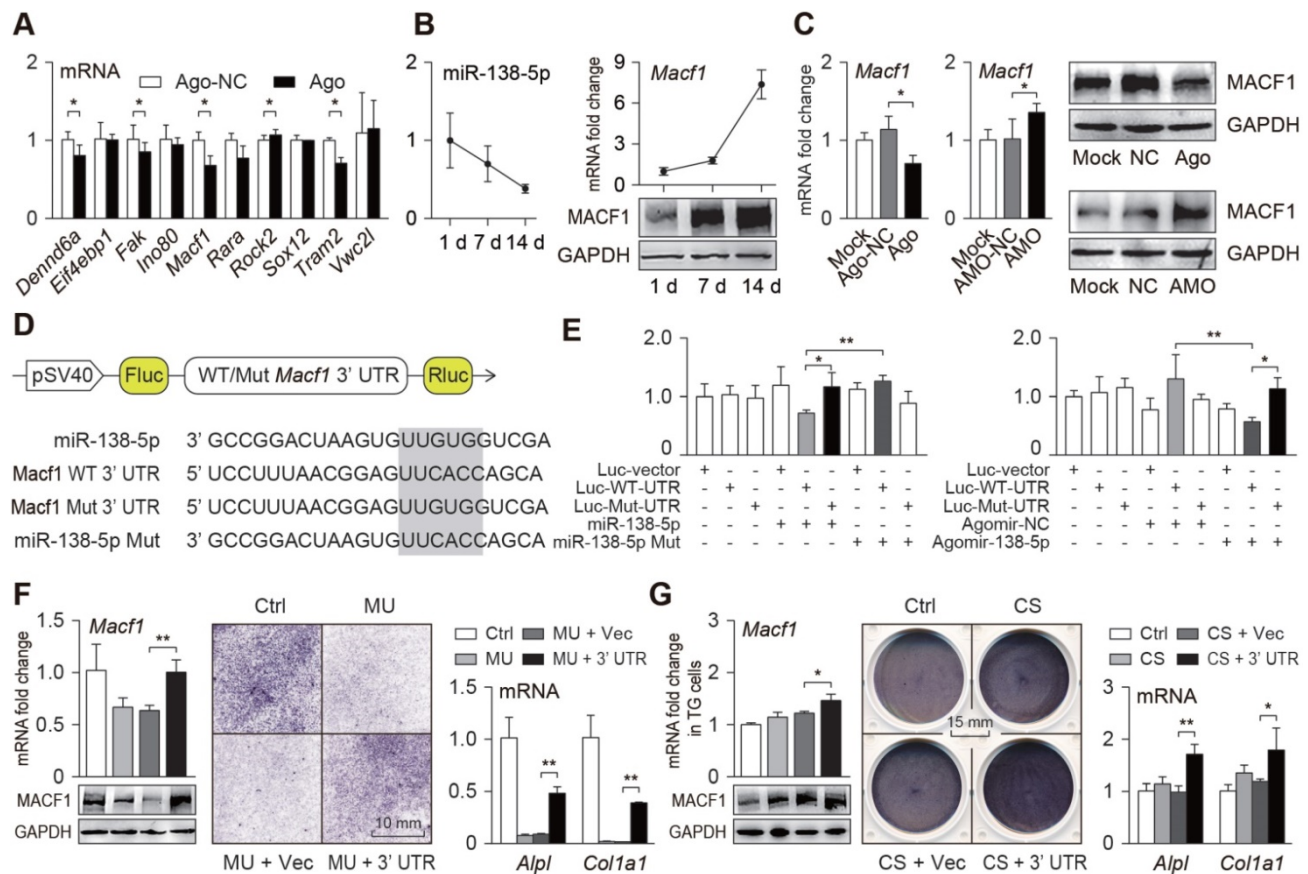 A
2
1
0
mRNA
Ago-NC
Ago
*
*
*
*
*
Dennd6a
Eif4ebp1
Fak
Ino80
Macf1
Rara
Rock2
Sox12
Tram2
Vwc2l
B
2
1
0
miR-138-5p
1 d 7 d 14 d
mRNA fold change
9
6
3
0
Macf1
MACF1
GAPDH
1 d 7 d 14 d
C
mRNA fold change
2
1
0
Macf1
*
Mock
Ago-NC
Ago
2
1
0
Macf1
*
Mock
AMO-NC
AMO
MACF1
GAPDH
Mock NC Ago
MACF1
GAPDH
Mock NC AMO
D
pSV40 Fluc WT/Mut Macf1 3' UTR Rluc
miR-138-5p 3' GCCGGACUAAGUGUUGUGGUCGA
Macf1 WT 3' UTR 5' UCCUUUAACGGAGUUCACCAGCA
Macf1 Mut 3' UTR 5' UCCUUUAACGGAGUUGUGGUCGA
miR-138-5p Mut 3' GCCGGACUAAGUGUUCACCAGCA
E
2.0
1.0
0
**
*
Luc-vector + - - + - - + - -
Luc-WT-UTR - + - - + - - + -
Luc-Mut-UTR - - + - - + - - +
miR-138-5p - - - + + + - - -
miR-138-5p Mut - - - - - - + + +
2.0
1.0
0
**
*
Luc-vector + - - + - - + - -
Luc-WT-UTR - + - - + - - + -
Luc-Mut-UTR - - + - - + - - +
Agomir-NC - - - + + + - - -
Agomir-138-5p - - - - - - + + +
F
mRNA fold change
1.5
1.0
0.5
0
Macf1
**
MACF1
GAPDH
Ctrl MU
10 mm
MU + Vec MU + 3' UTR
Ctrl MU + Vec
MU MU + 3' UTR
1.5
1.0
0.5
0
mRNA
**
**
Alpl Col1a1
G
mRNA fold change
in TG cells
3
2
1
0
Macf1
*
MACF1
GAPDH
Ctrl CS
15 mm
CS + Vec CS + 3' UTR
Ctrl CS + Vec
CS CS + 3' UTR
3
2
1
0
mRNA
**
*
Alpl Col1a1